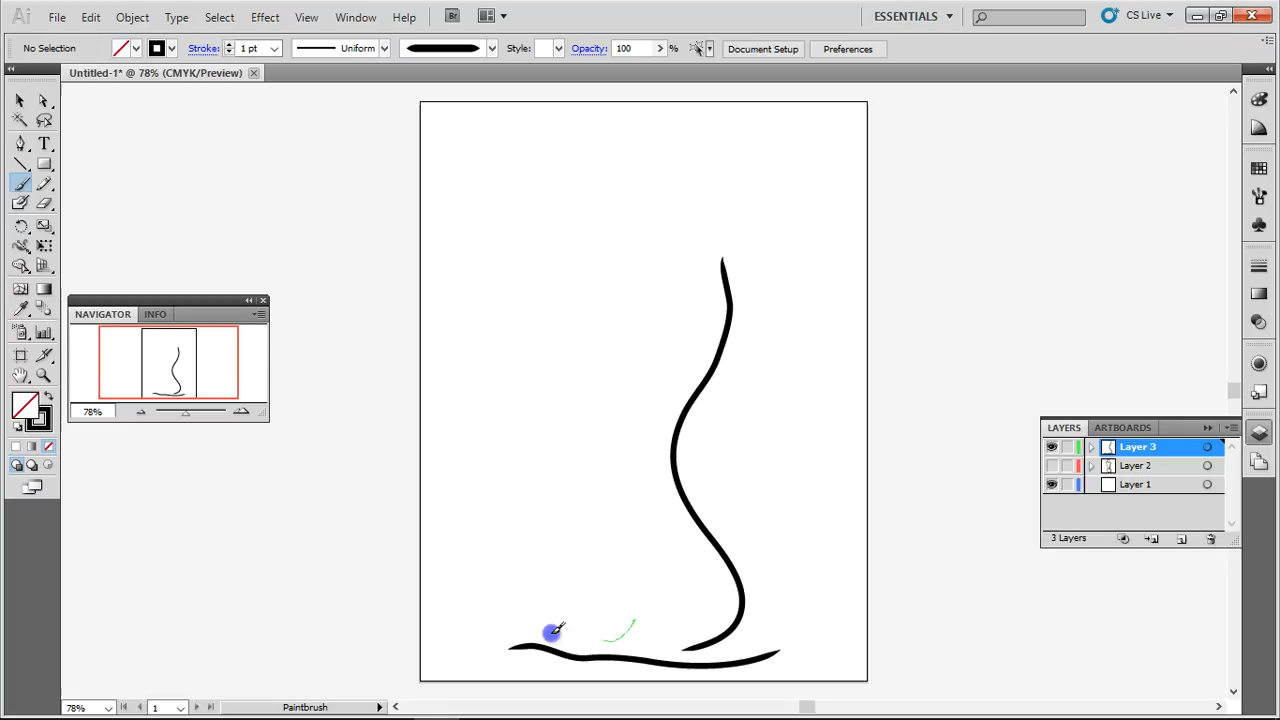 Ai File Edit Object Type Select Effect View Window Help Br ESSENTIALS CS Live
No Selection Stroke: 1 pt Uniform Style: Opacity: 100 % Document Setup Preferences
Untitled-1* @ 78% (CMYK/Preview)
T
NAVIGATOR INFO
78%
LAYERS ARTBOARDS
Layer 3
Layer 2
Layer 1
3 Layers
78% 1 Paintbrush